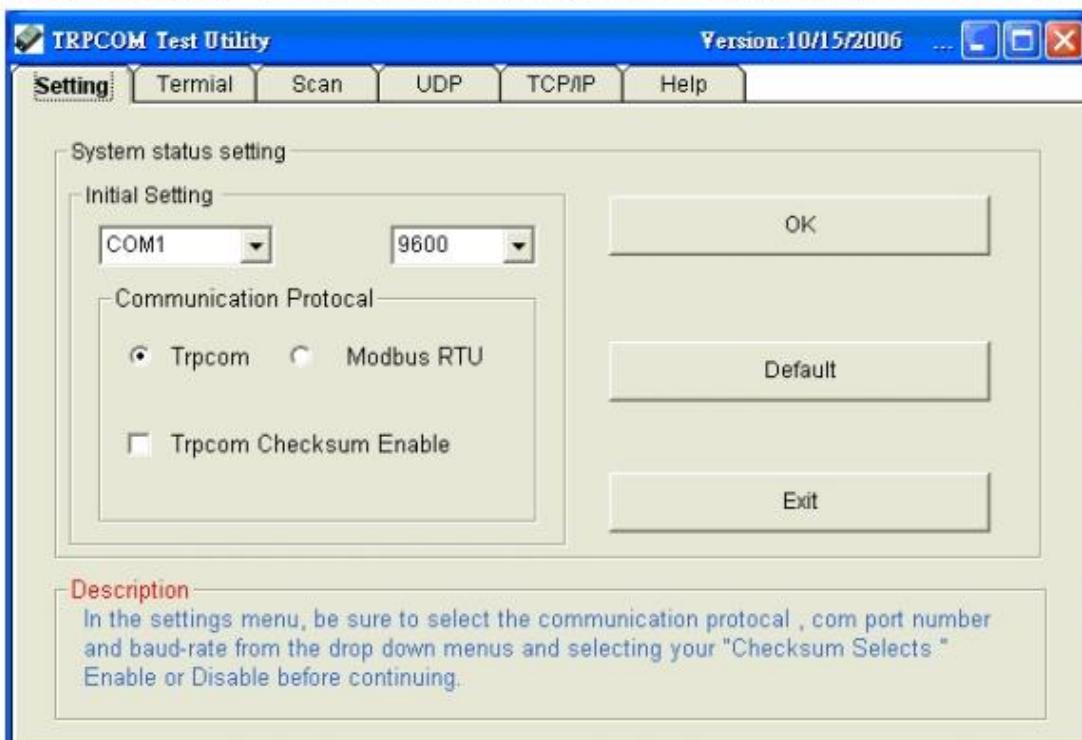 TRPCOM Test Utility Version:10/15/2006 ...
Setting Termial Scan UDP TCP/IP Help
System status setting
Initial Setting
COM1 9600
OK
Communication Protocal
Trpcom Modbus RTU
Default
Trpcom Checksum Enable
Exit
Description
In the settings menu, be sure to select the communication protocal , com port number
and baud-rate from the drop down menus and selecting your "Checksum Selects "
Enable or Disable before continuing.